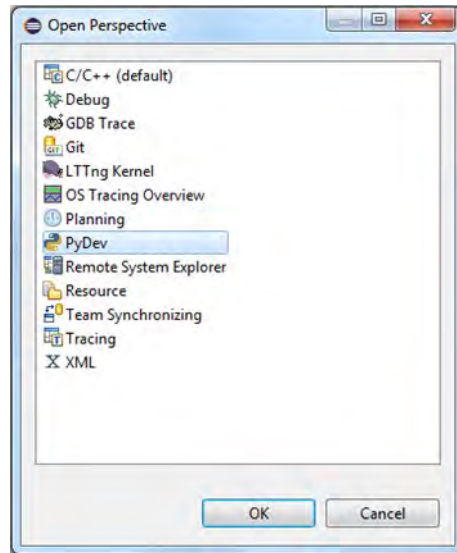 Open Perspective
C/C++ (default)
Debug
GDB Trace
Git
LTTng Kernel
OS Tracing Overview
Planning
PyDev
Remote System Explorer
Resource
Team Synchronizing
Tracing
XML
OK Cancel